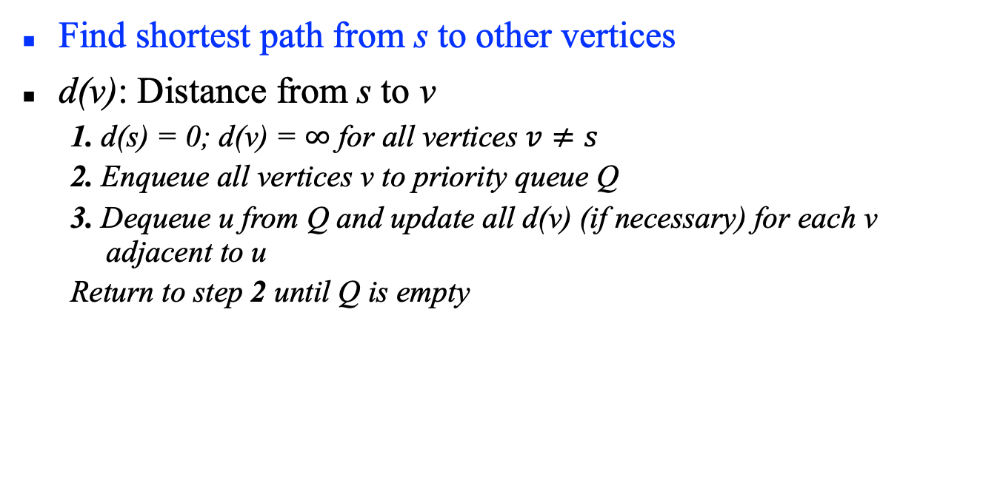 ▪ Find shortest path from s to other vertices
▪ d(v): Distance from s to v
1. d(s) = 0; d(v) = ∞ for all vertices v ≠ s
2. Enqueue all vertices v to priority queue Q
3. Dequeue u from Q and update all d(v) (if necessary) for each v
adjacent to u
Return to step 2 until Q is empty